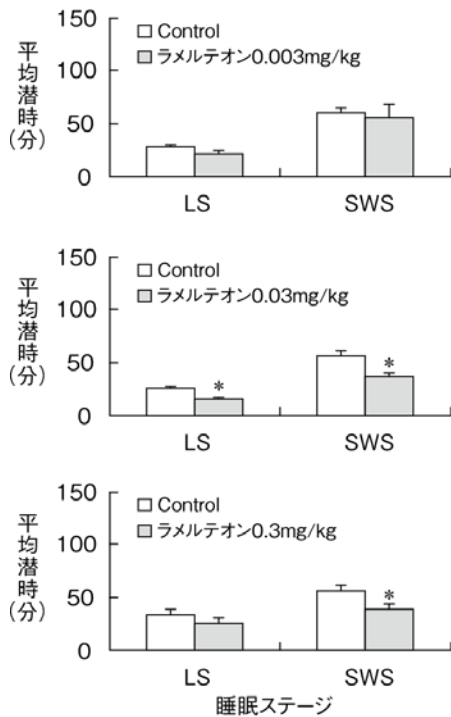 平均潜時(分)
150
100
50
0
Control
ラメルテオン0.003mg/kg
LS SWS
平均潜時(分)
150
100
50
0
Control
ラメルテオン0.03mg/kg
* *
LS SWS
平均潜時(分)
150
100
50
0
Control
ラメルテオン0.3mg/kg
*
LS SWS
睡眠ステージ